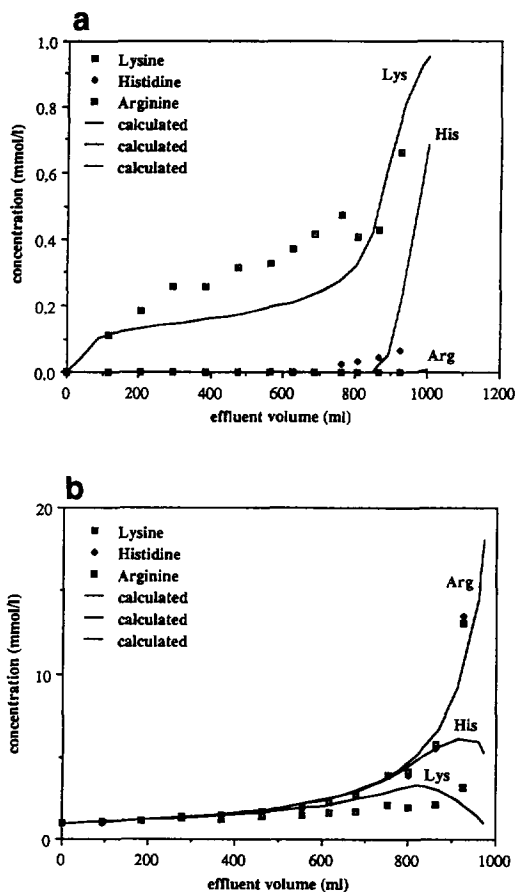 a
1.0
0.8
0.6
0.4
0.2
0.0
concentration (mmol/l)
Lysine
Histidine
Arginine
calculated
calculated
calculated
Lys
His
Arg
0 200 400 600 800 1000 1200
effluent volume (ml)
b
20
10
0
concentration (mmol/l)
Lysine
Histidine
Arginine
calculated
calculated
calculated
Arg
His
Lys
0 200 400 600 800 1000
effluent volume (ml)